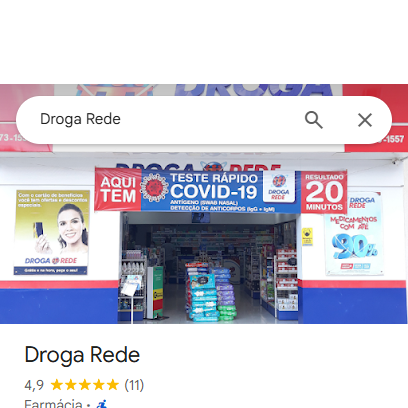 DROGA
Droga Rede
73-15
-1557
DROGA REDE
AQUI
TEM
TESTE RÁPIDO
COVID-19
ANTÍGENO (SWAB NASAL)
DETECÇÃO DE ANTICORPOS (IgG + IgM)
DROGA
REDE
RESULTADO
20
MINUTOS
Com o cartão de benefícios
você tem ofertas e descontos
especiais
DROGA REDE
DROGA
REDE
MEDICAMENTOS
COM ATÉ
90%
Droga Rede
4,9 (11)
Farmácia